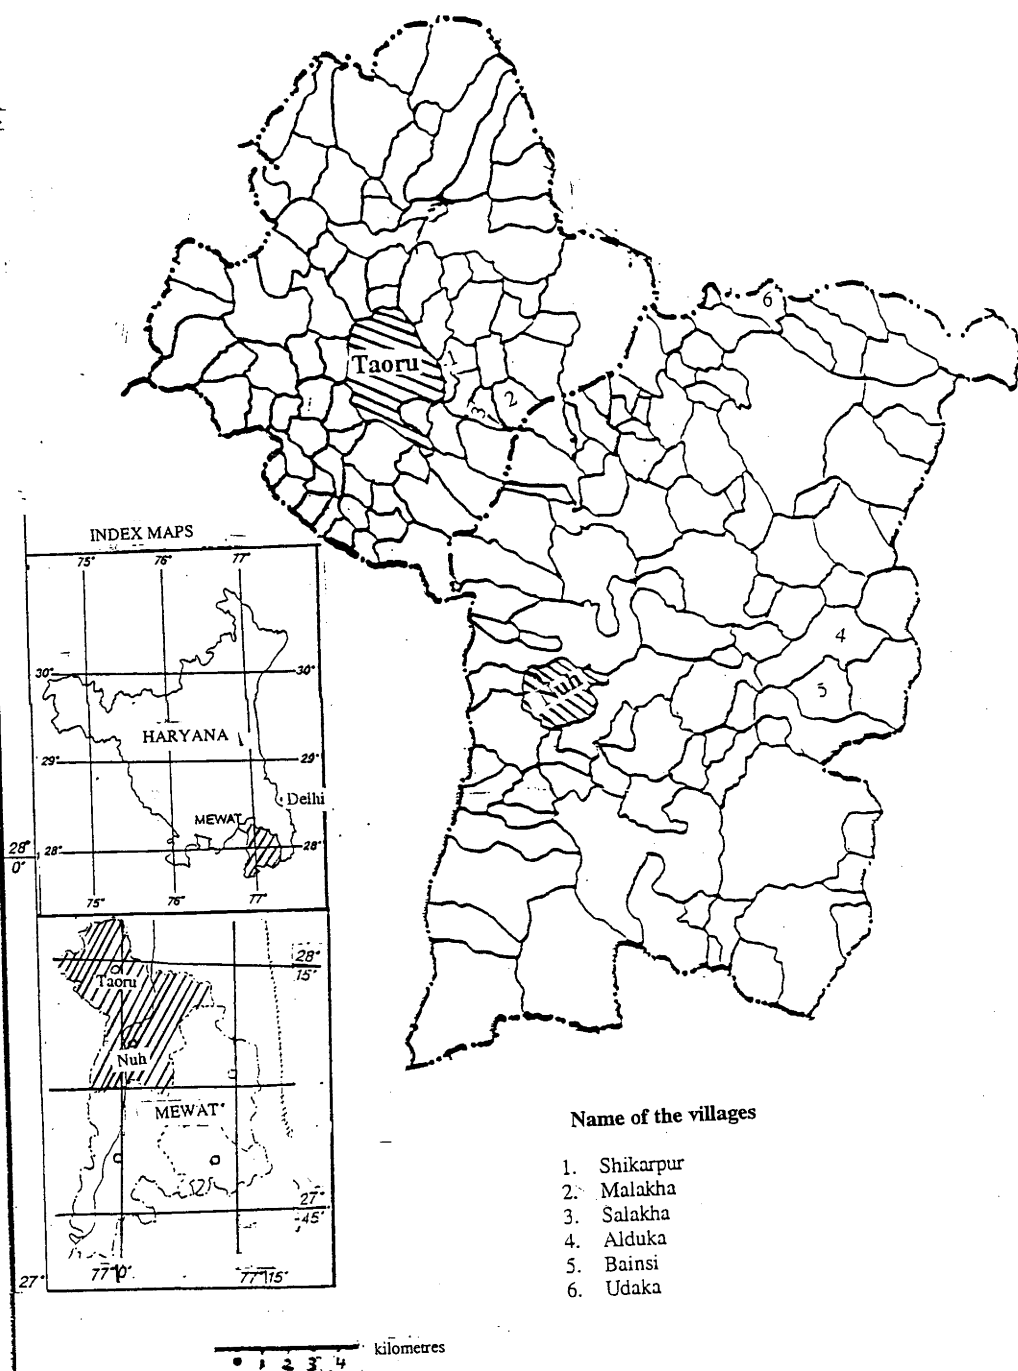 6
Taoru
1
2
3
INDEX MAPS
75° 76° 77°
30° 30°
HARYANA
29° 29°
Delhi
MEWAT
28°
0'
28° 28°
75° 76° 77°
4
Nuh
5
28°
15'
Taoru
Nuh
MEWAT
27°
45'
77° 0' 77° 15'
27°
Name of the villages
1. Shikarpur
2. Malakha
3. Salakha
4. Alduka
5. Bainsi
6. Udaka
kilometres
0 1 2 3 4